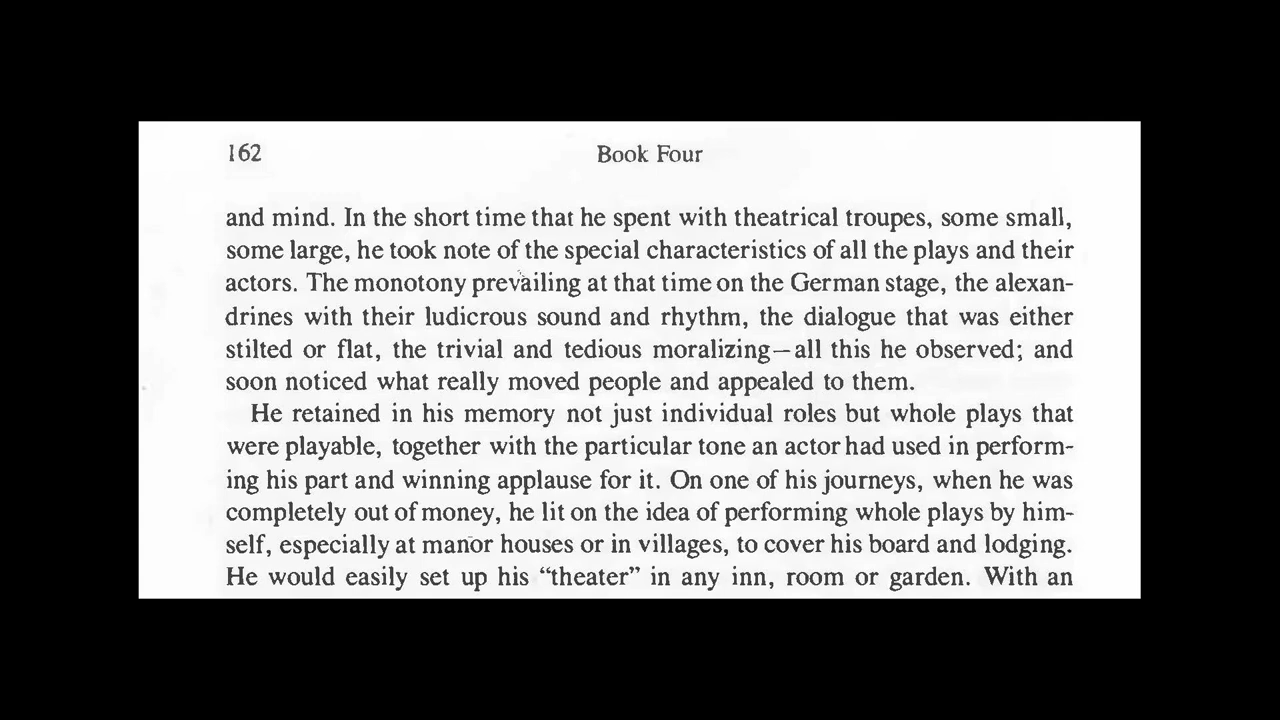 162
Book Four
and mind. In the short time that he spent with theatrical troupes, some small,
some large, he took note of the special characteristics of all the plays and their
actors. The monotony prevailing at that time on the German stage, the alexan-
drines with their ludicrous sound and rhythm, the dialogue that was either
stilted or flat, the trivial and tedious moralizing—all this he observed; and
soon noticed what really moved people and appealed to them.
He retained in his memory not just individual roles but whole plays that
were playable, together with the particular tone an actor had used in perform-
ing his part and winning applause for it. On one of his journeys, when he was
completely out of money, he lit on the idea of performing whole plays by him-
self, especially at manor houses or in villages, to cover his board and lodging.
He would easily set up his “theater” in any inn, room or garden. With an